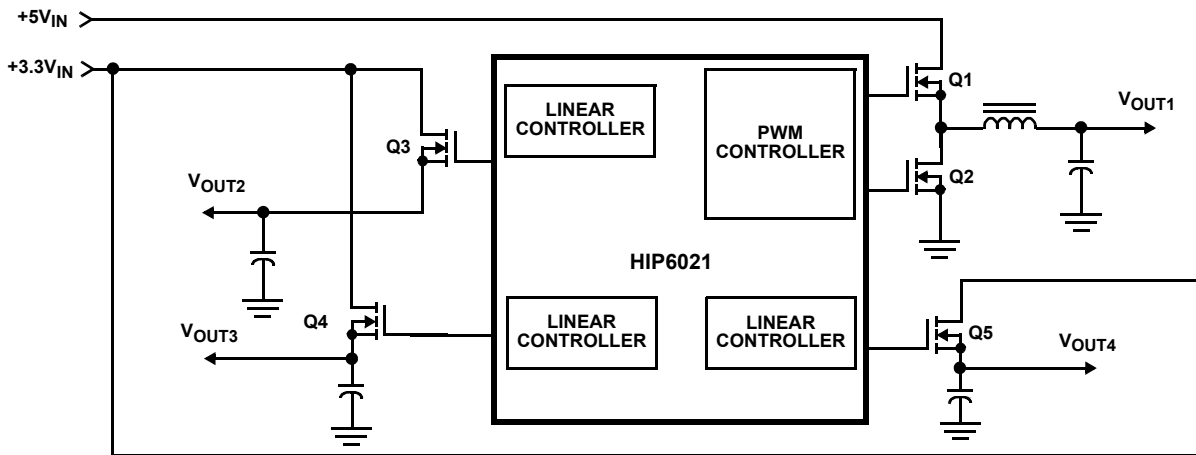 +5VIN
+3.3VIN
LINEAR
CONTROLLER
PWM
CONTROLLER
Q1
VOUT1
Q3
Q2
VOUT2
HIP6021
Q4
VOUT3
LINEAR
CONTROLLER
LINEAR
CONTROLLER
Q5
VOUT4